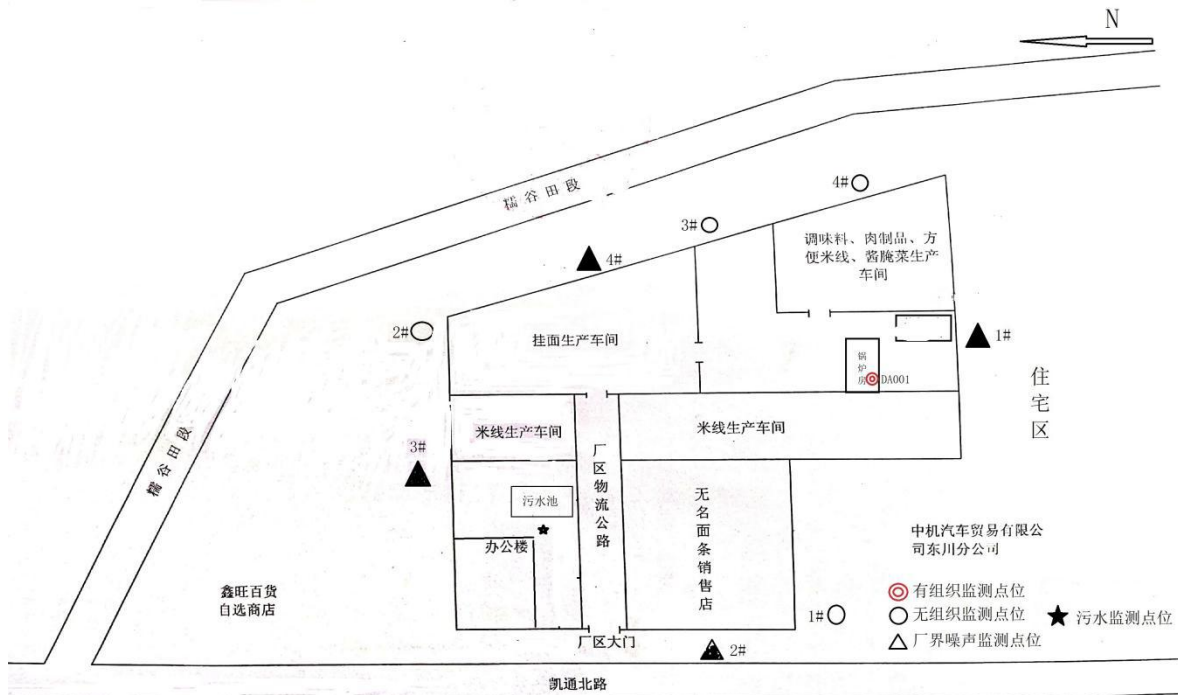 N
糯谷田段
4#
3#
调味料、肉制品、方
便米线、酱腌菜生产
车间
4#
2#
挂面生产车间
1#
锅炉房
DA001
住宅区
糯谷田段
米线生产车间
米线生产车间
3#
厂区物流公路
污水池
无名面条销售店
办公楼
中机汽车贸易有限公
司东川分公司
鑫旺百货
自选商店
有组织监测点位
1#
无组织监测点位
污水监测点位
厂界噪声监测点位
厂区大门
2#
凯通北路